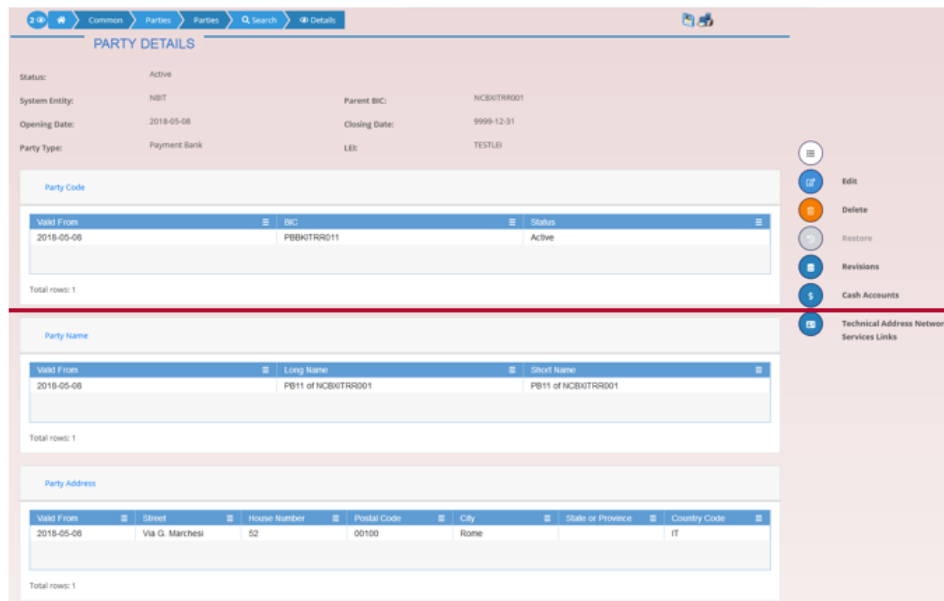 2 Common Parties Parties Search Details
PARTY DETAILS
Status: Active
System Entity: NBIT Parent BIC: NCBXITRR001
Opening Date: 2018-05-08 Closing Date: 9999-12-31
Party Type: Payment Bank LEI: TESTLEI
Party Code
Valid From BIC Status
2018-05-08 PBBKITRR011 Active
Total rows: 1
Edit
Delete
Restore
Revisions
Cash Accounts
Technical Address Networ
Services Links
Party Name
Valid From Long Name Short Name
2018-05-08 PB11 of NCBXITRR001 PB11 of NCBXITRR001
Total rows: 1
Party Address
Valid From Street House Number Postal Code City State or Province Country Code
2018-05-08 Via G. Marchesi 52 00100 Rome IT
Total rows: 1